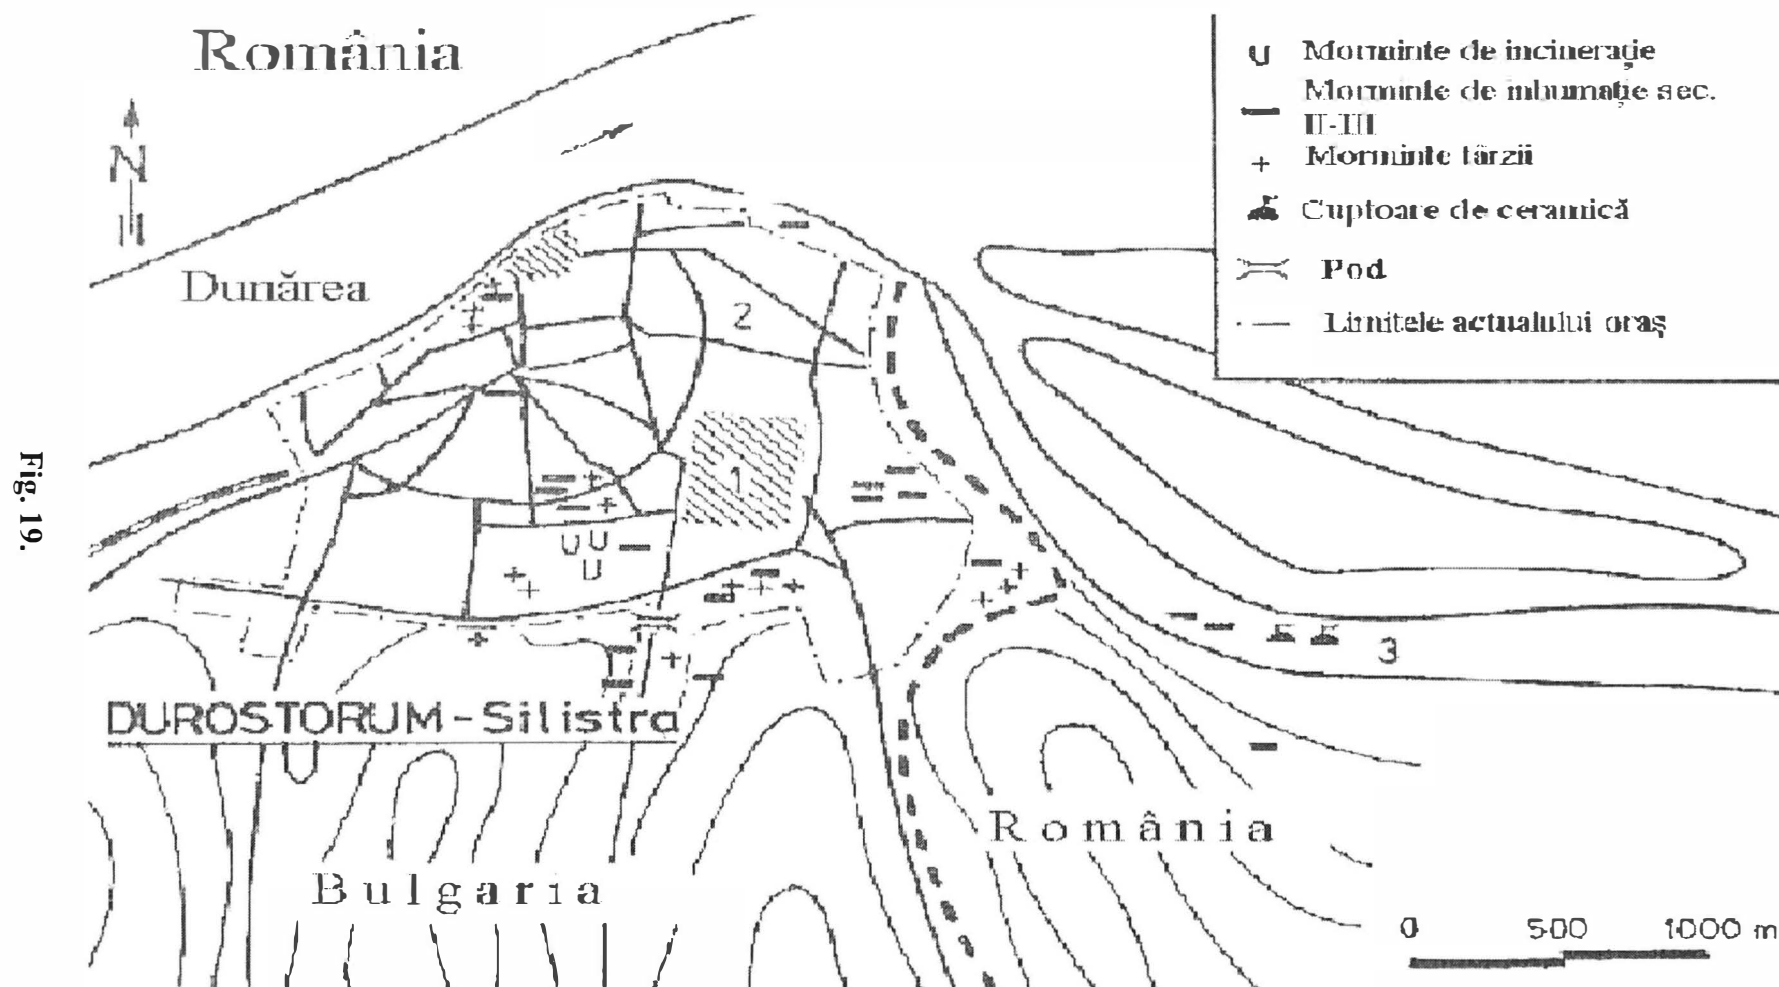 România
N
Dunărea
U Morminte de incinerație
Morminte de inhumație sec.
II-III
+ Morminte târzii
Cuptoare de ceramică
Pod
Limitele actualului oraș
2
1
3
DUROSTORUM - Silistra
România
Bulgaria
0 500 1000 m
Fig. 19.